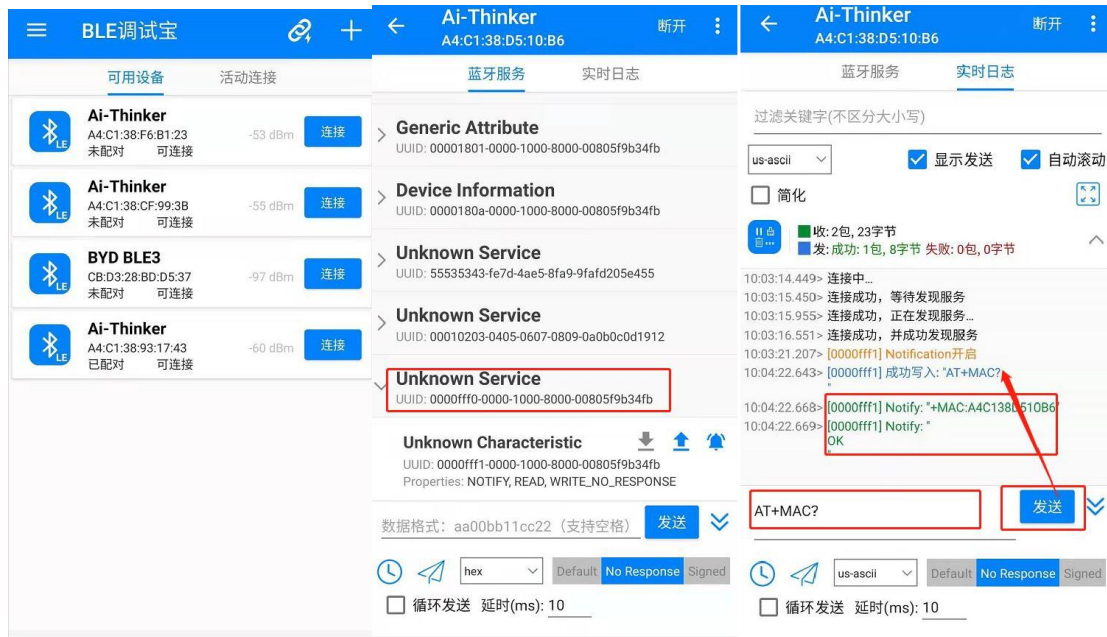 BLE调试宝
可用设备
活动连接
Ai-Thinker
A4:C1:38:F6:B1:23
-53 dBm
连接
未配对 可连接
Ai-Thinker
A4:C1:38:CF:99:3B
-55 dBm
连接
未配对 可连接
BYD BLE3
CB:D3:28:BD:D5:37
-97 dBm
连接
未配对 可连接
Ai-Thinker
A4:C1:38:93:17:43
-60 dBm
连接
已配对 可连接
Ai-Thinker
A4:C1:38:D5:10:B6
断开
蓝牙服务
实时日志
Generic Attribute
UUID: 00001801-0000-1000-8000-00805f9b34fb
Device Information
UUID: 0000180a-0000-1000-8000-00805f9b34fb
Unknown Service
UUID: 55535343-fe7d-4ae5-8fa9-9fafd205e455
Unknown Service
UUID: 00010203-0405-0607-0809-0a0b0c0d1912
Unknown Service
UUID: 0000fff0-0000-1000-8000-00805f9b34fb
Unknown Characteristic
UUID: 0000fff1-0000-1000-8000-00805f9b34fb
Properties: NOTIFY, READ, WRITE_NO_RESPONSE
数据格式：aa00bb11cc22（支持空格）
发送
hex
Default No Response Signed
循环发送 延时(ms): 10
Ai-Thinker
A4:C1:38:D5:10:B6
断开
蓝牙服务
实时日志
过滤关键字(不区分大小写)
us-ascii
显示发送
自动滚动
简化
收: 2包, 23字节
发: 成功: 1包, 8字节 失败: 0包, 0字节
10:03:14.449> 连接中...
10:03:15.450> 连接成功，等待发现服务
10:03:15.955> 连接成功，正在发现服务...
10:03:16.551> 连接成功，并成功发现服务
10:03:21.207> [0000fff1] Notification开启
10:04:22.643> [0000fff1] 成功写入: "AT+MAC?
"
10:04:22.668> [0000fff1] Notify: "+MAC:A4C138D510B6"
10:04:22.669> [0000fff1] Notify: "
OK
"
AT+MAC?
发送
us-ascii
Default No Response Signed
循环发送 延时(ms): 10